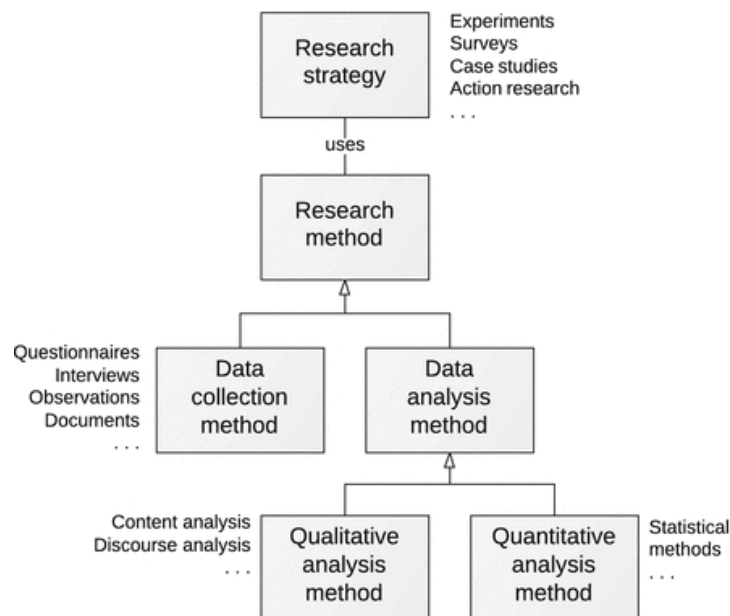 Research
strategy
Experiments
Surveys
Case studies
Action research
. . .
uses
Research
method
Questionnaires
Interviews
Observations
Documents
. . .
Data
collection
method
Data
analysis
method
Content analysis
Discourse analysis
. . .
Qualitative
analysis
method
Quantitative
analysis
method
Statistical
methods
. . .